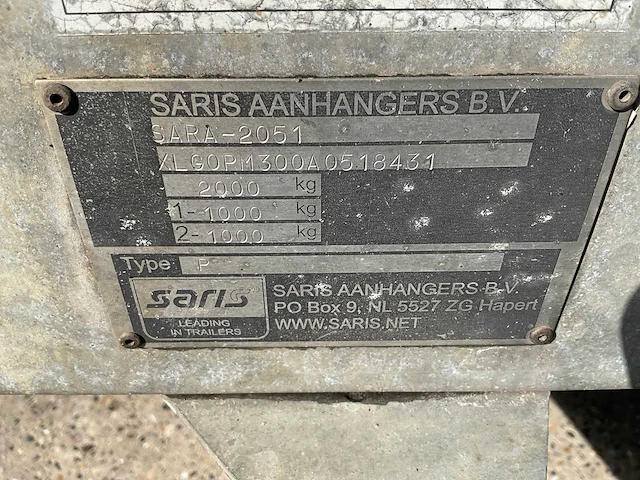 SARIS AANHANGERS B.V.
SARA-2051
XLG0PM300A0518431
2000 kg
1-1000 kg
2-1000 kg
Type P
saris
LEADING
IN TRAILERS
SARIS AANHANGERS B.V.
PO Box 9, NL 5527 ZG Hapert
WWW.SARIS.NET